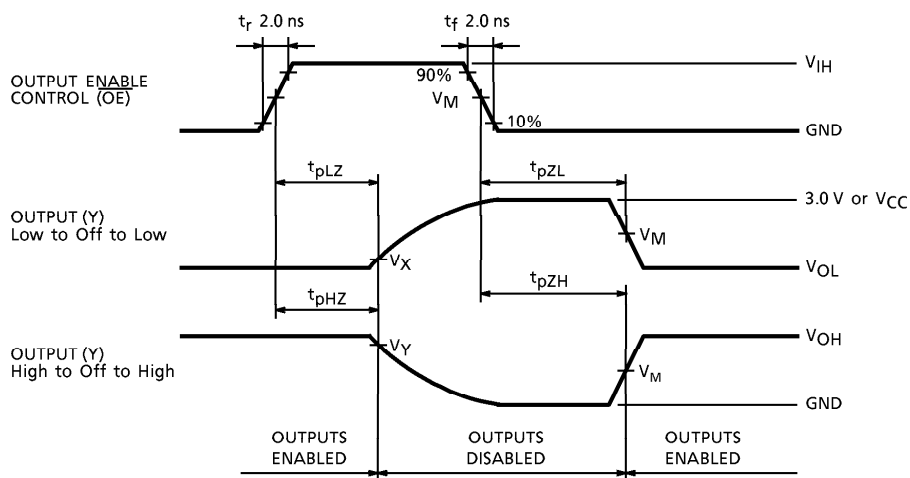 tr 2.0 ns
tf 2.0 ns
OUTPUT ENABLE
CONTROL (O̅E̅)
90%
VM
10%
VIH
GND
tpLZ
tpZL
OUTPUT (Y)
Low to Off to Low
VX
VM
3.0 V or VCC
VOL
tpHZ
tpZH
OUTPUT (Y)
High to Off to High
VY
VM
VOH
GND
OUTPUTS
ENABLED
OUTPUTS
DISABLED
OUTPUTS
ENABLED